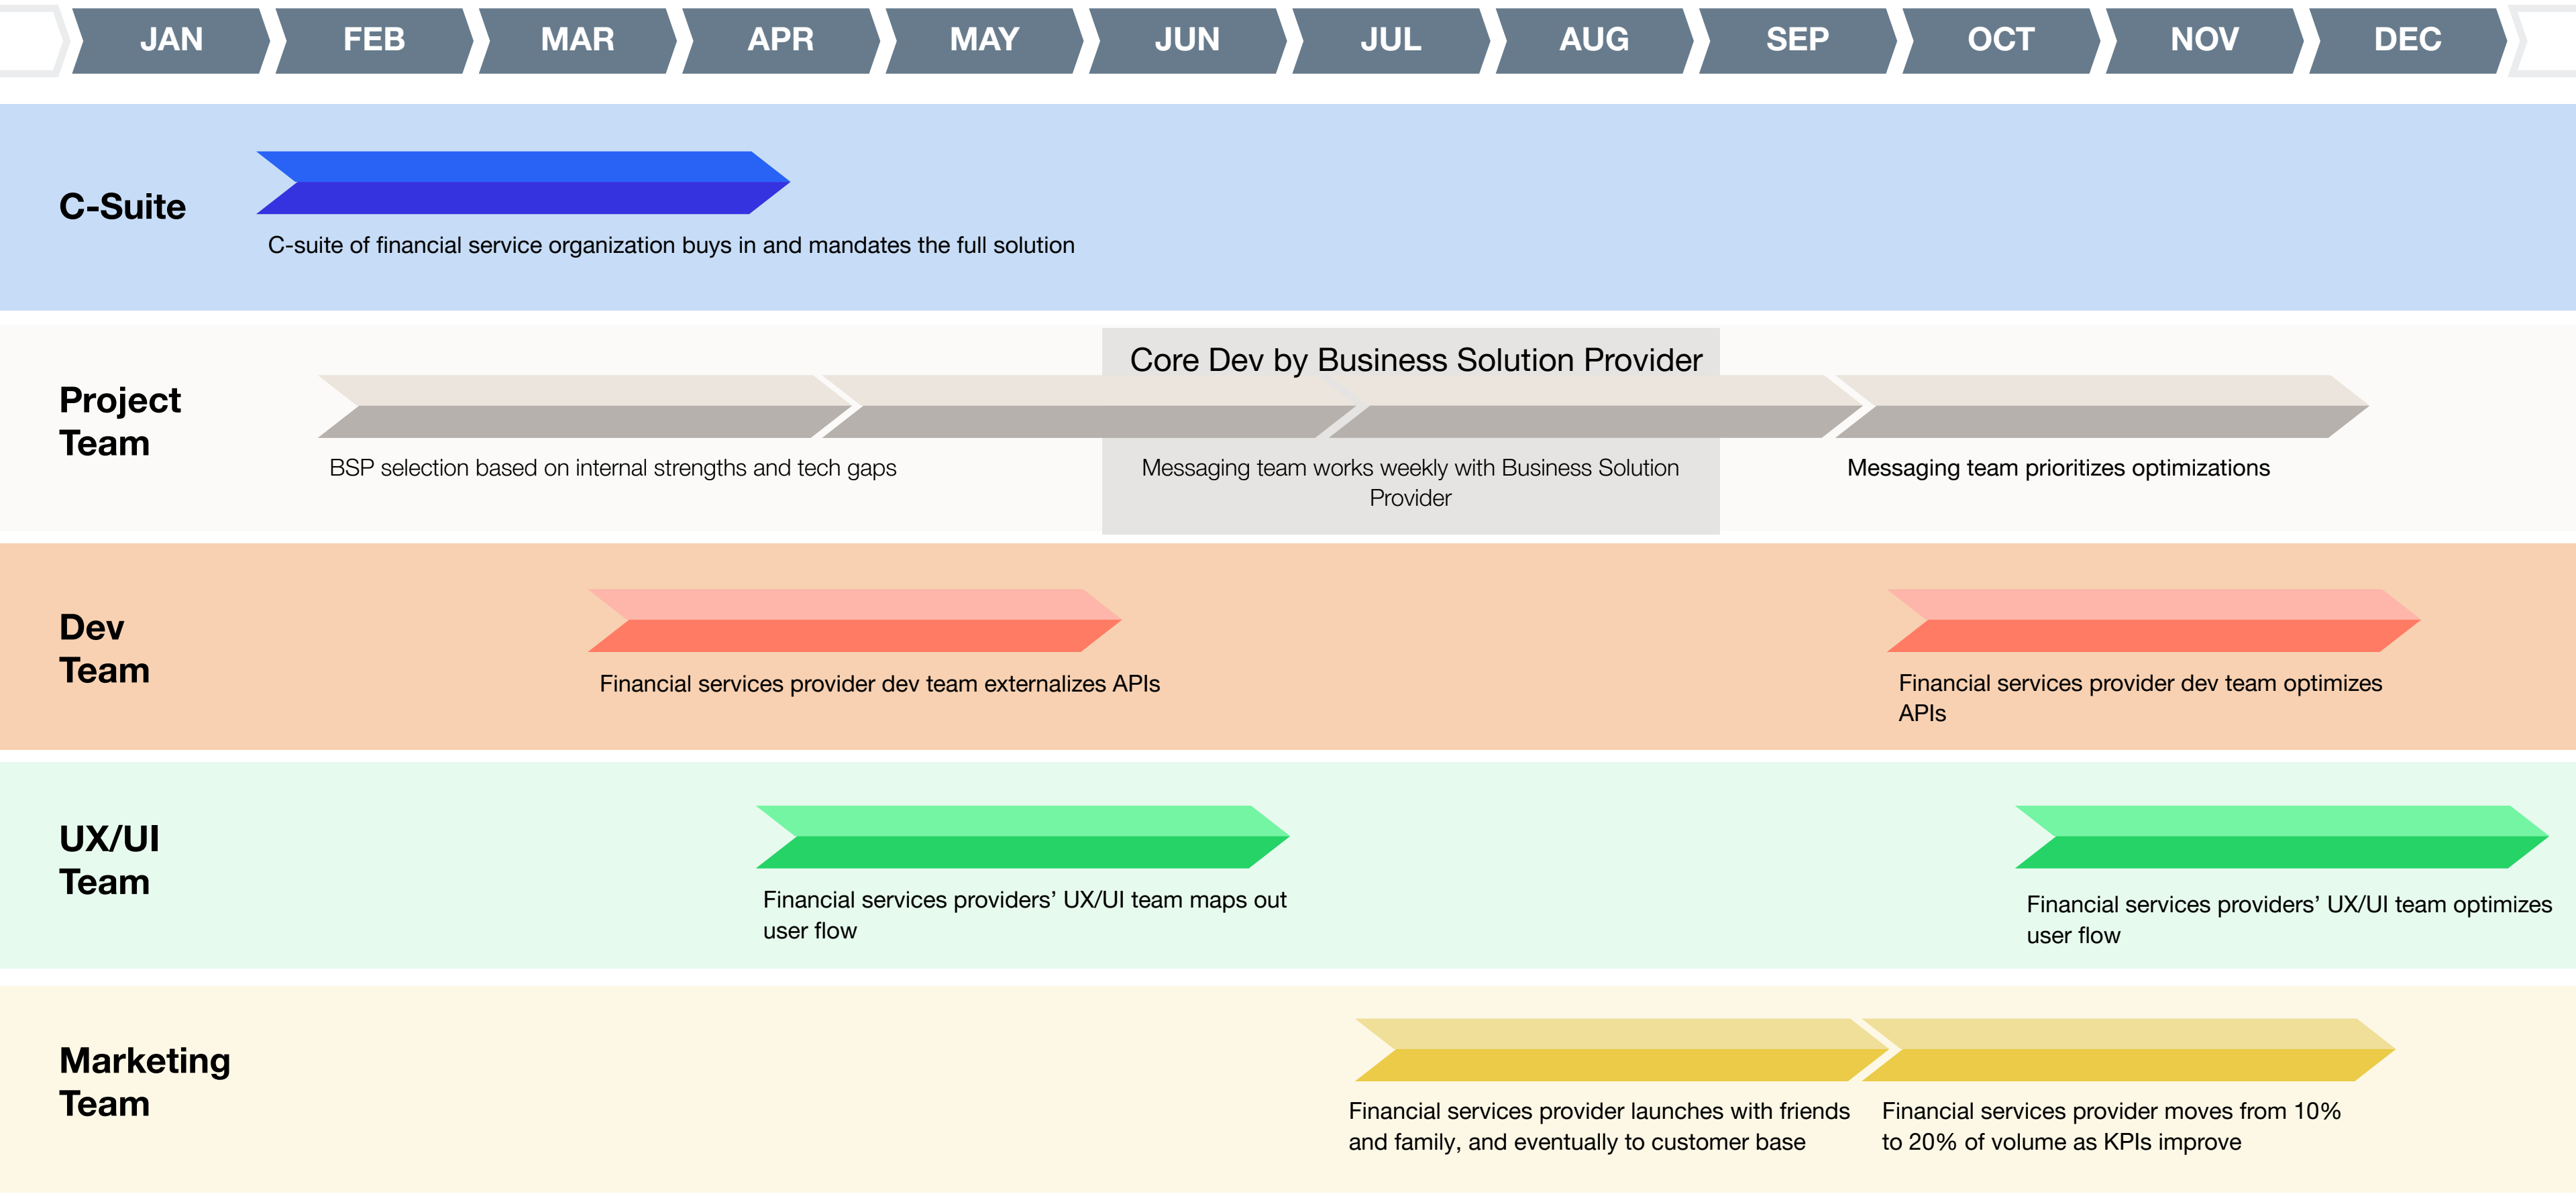 JAN FEB MAR APR MAY JUN JUL AUG SEP OCT NOV DEC
C-Suite
C-suite of financial service organization buys in and mandates the full solution
Project
Team
Core Dev by Business Solution Provider
BSP selection based on internal strengths and tech gaps
Messaging team works weekly with Business Solution
Provider
Messaging team prioritizes optimizations
Dev
Team
Financial services provider dev team externalizes APIs
Financial services provider dev team optimizes
APIs
UX/UI
Team
Financial services providers’ UX/UI team maps out
user flow
Financial services providers’ UX/UI team optimizes
user flow
Marketing
Team
Financial services provider launches with friends
and family, and eventually to customer base
Financial services provider moves from 10%
to 20% of volume as KPIs improve